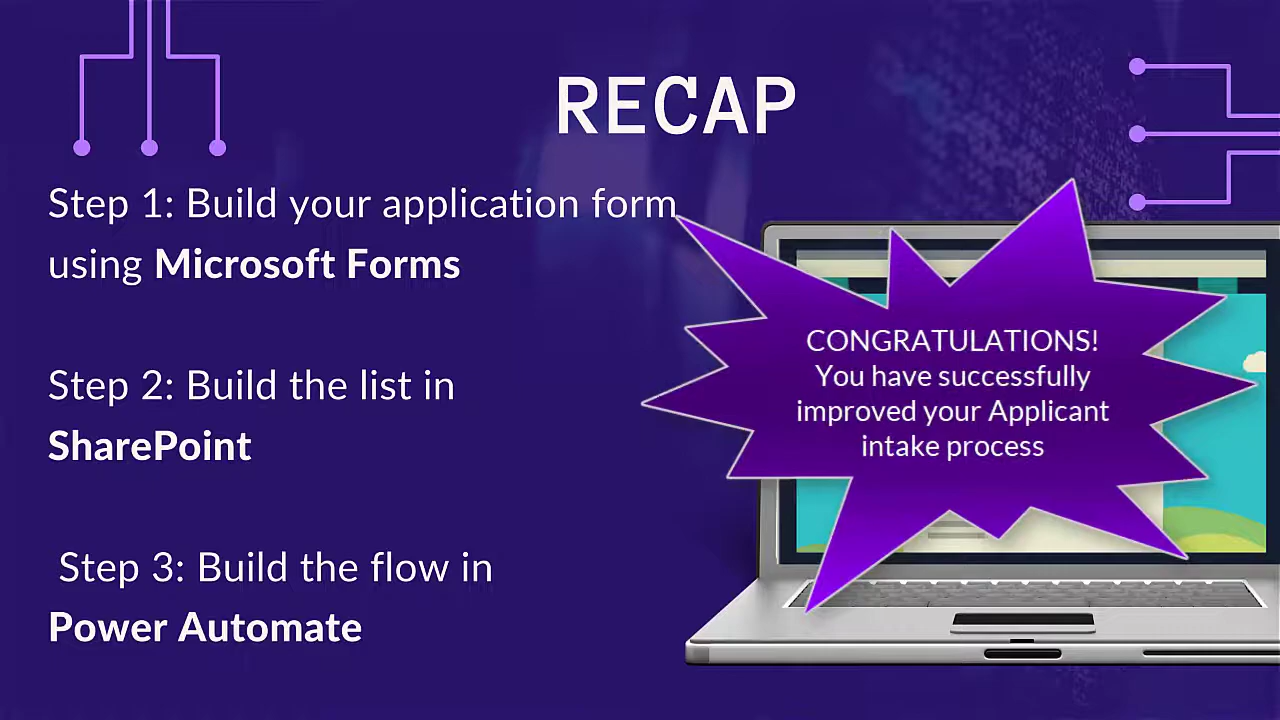 RECAP
Step 1: Build your application form
using Microsoft Forms
Step 2: Build the list in
SharePoint
Step 3: Build the flow in
Power Automate
CONGRATULATIONS!
You have successfully
improved your Applicant
intake process